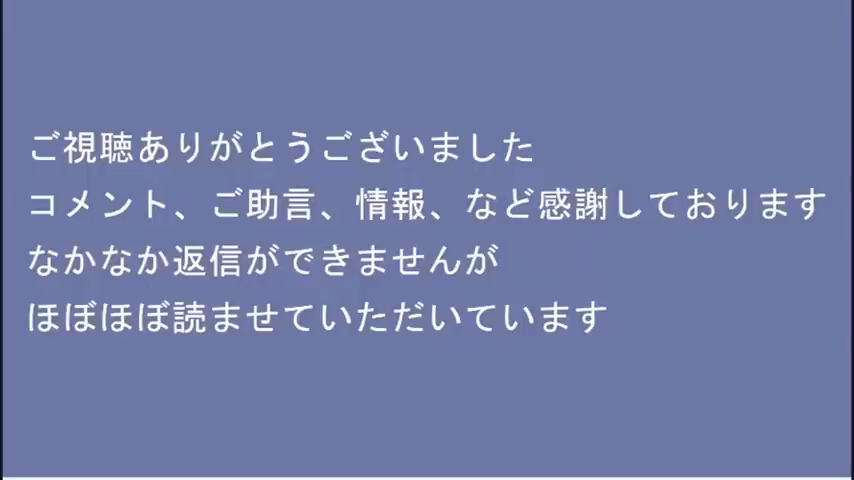 ご視聴ありがとうございました
コメント、ご助言、情報、など感謝しております
なかなか返信ができませんが
ほぼほぼ読ませていただいています